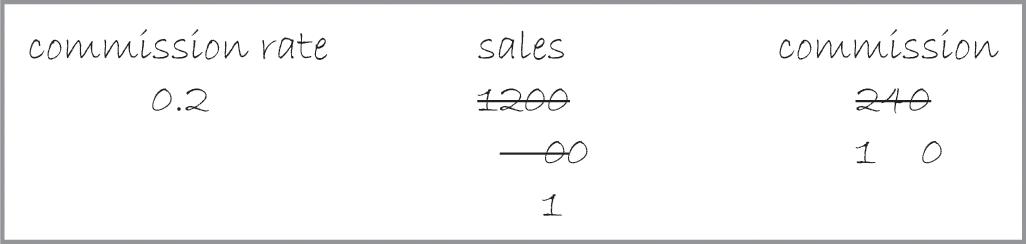 commission rate sales commission
0.2 1200 240
00 1 0
1